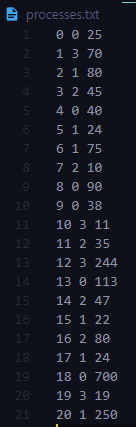 processes.txt
1 0 0 25
2 1 3 70
3 2 1 80
4 3 2 45
5 4 0 40
6 5 1 24
7 6 1 75
8 7 2 10
9 8 0 90
10 9 0 38
11 10 3 11
12 11 2 35
13 12 3 244
14 13 0 113
15 14 2 47
16 15 1 22
17 16 2 80
18 17 1 24
19 18 0 700
20 19 3 19
21 20 1 250